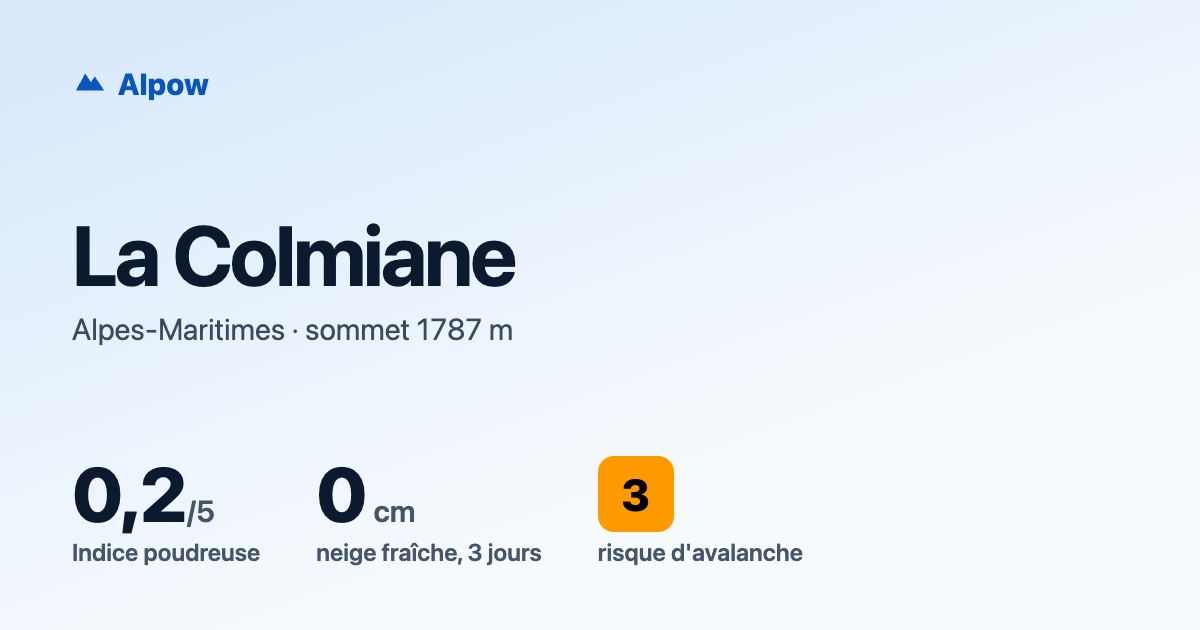 Alpow
La Colmiane
Alpes-Maritimes · sommet 1787 m
0,2/5
Indice poudreuse
0 cm
neige fraîche, 3 jours
3
risque d'avalanche